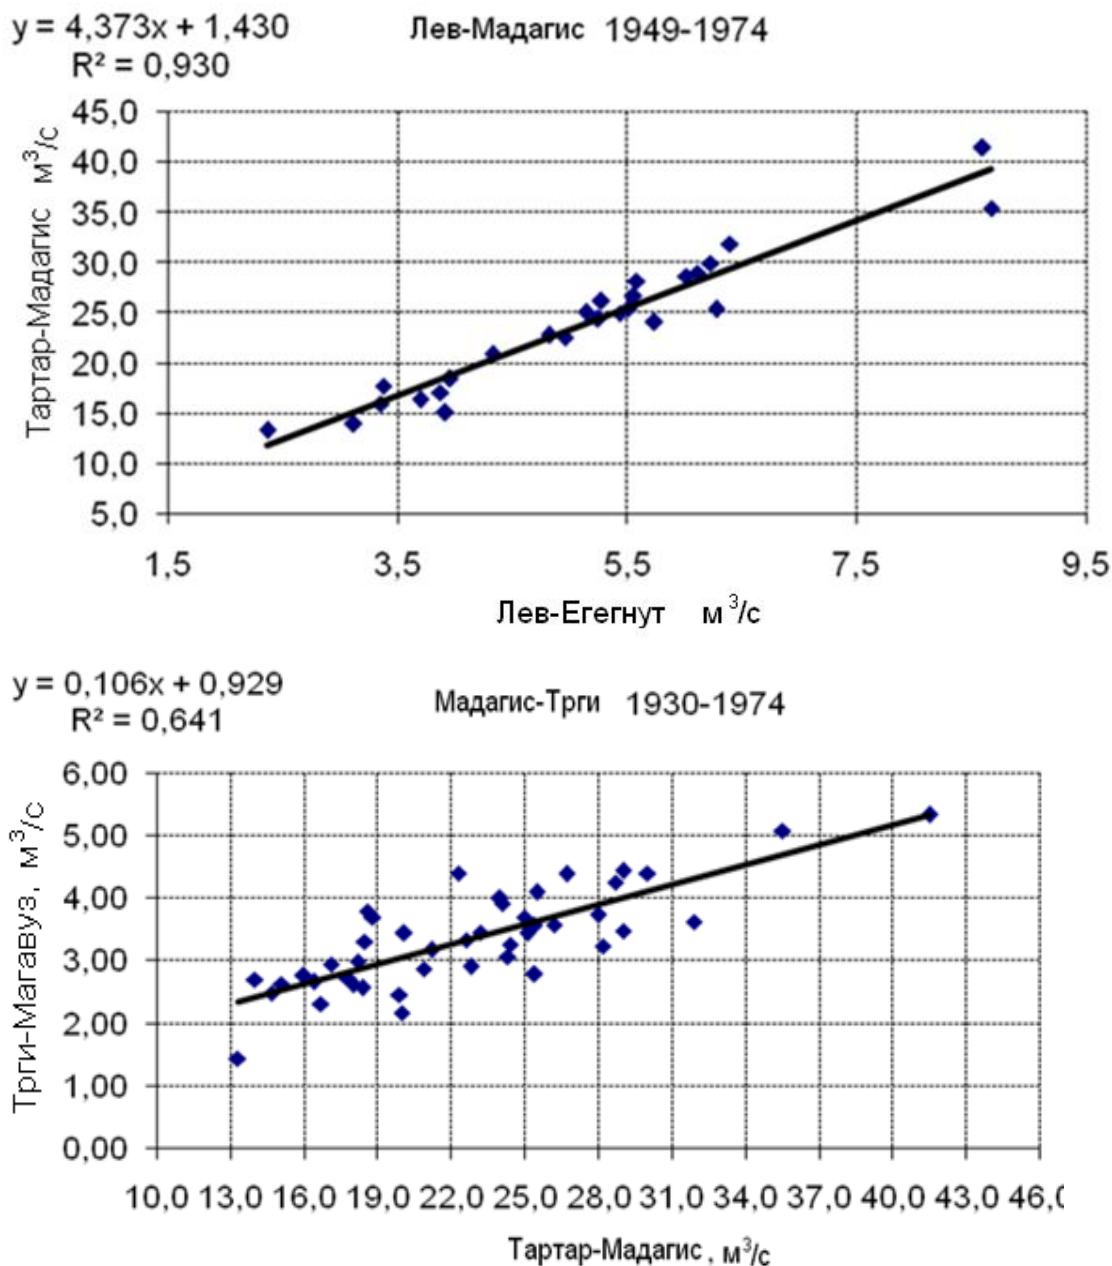 y = 4,373x + 1,430
R² = 0,930
Лев-Мадагис 1949-1974
Тартар-Мадагис м³/с
45,0
40,0
35,0
30,0
25,0
20,0
15,0
10,0
5,0
1,5 3,5 5,5 7,5 9,5
Лев-Егегнут м³/с
y = 0,106x + 0,929
R² = 0,641
Мадагис-Трги 1930-1974
Трги-Магавуз, м³/с
6,00
5,00
4,00
3,00
2,00
1,00
0,00
10,0 13,0 16,0 19,0 22,0 25,0 28,0 31,0 34,0 37,0 40,0 43,0 46,0
Тартар-Мадагис, м³/с